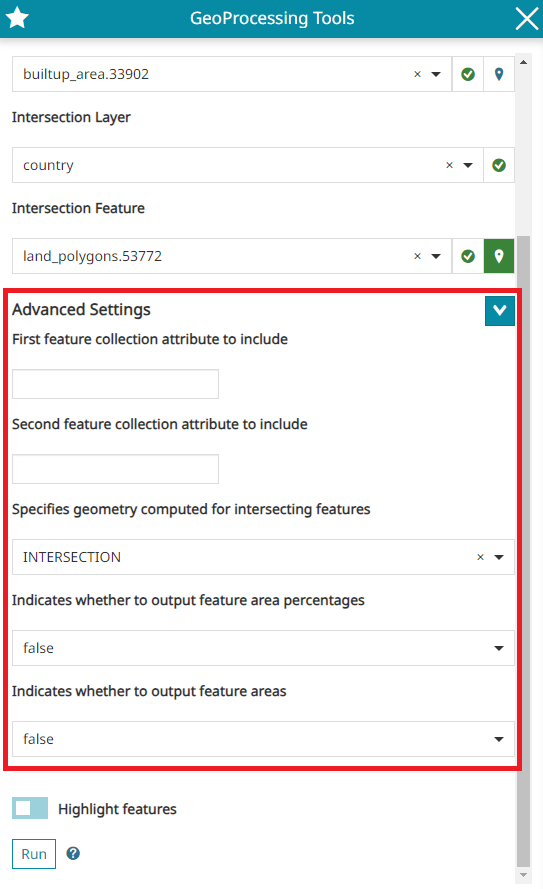 GeoProcessing Tools
builtup_area.33902
Intersection Layer
country
Intersection Feature
land_polygons.53772
Advanced Settings
First feature collection attribute to include
Second feature collection attribute to include
Specifies geometry computed for intersecting features
INTERSECTION
Indicates whether to output feature area percentages
false
Indicates whether to output feature areas
false
Highlight features
Run